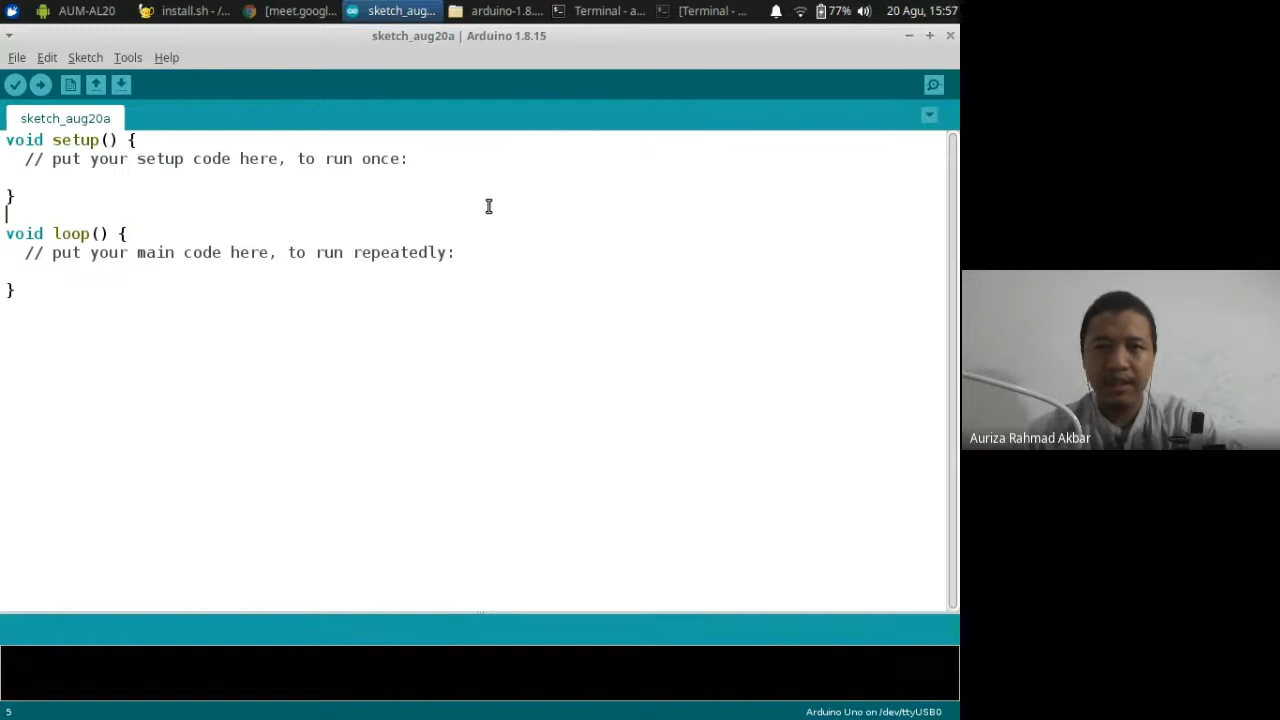 AUM-AL20 install.sh - /... [meet.googl... sketch_aug... arduino-1.8.... Terminal - a... [Terminal - ... 77% 20 Agu, 15:57
sketch_aug20a | Arduino 1.8.15
File Edit Sketch Tools Help
sketch_aug20a
void setup() {
// put your setup code here, to run once:
}
void loop() {
// put your main code here, to run repeatedly:
}
Auriza Rahmad Akbar
5 Arduino Uno on /dev/ttyUSB0